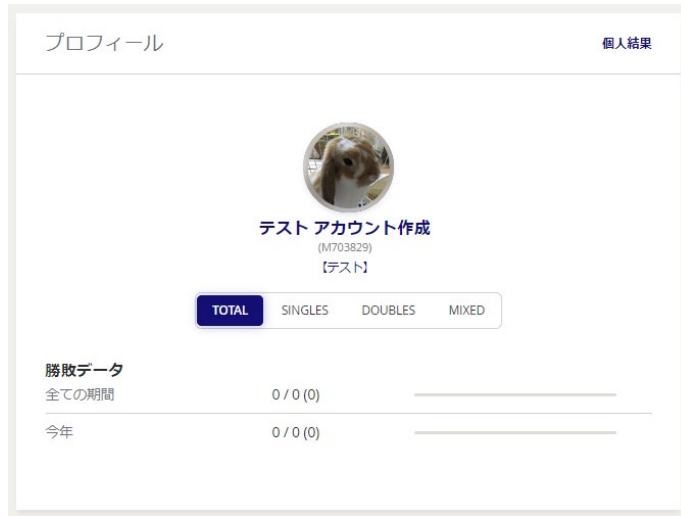 プロフィール 個人結果
テスト アカウント作成
(M703829)
【テスト】
TOTAL SINGLES DOUBLES MIXED
勝敗データ
全ての期間 0 / 0 (0)
今年 0 / 0 (0)